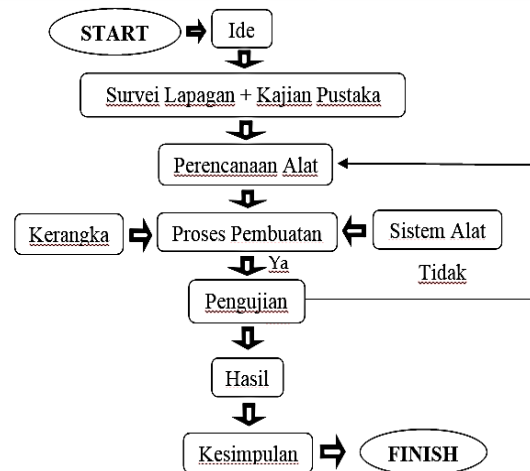 START
Ide
Survei Lapagan + Kajian Pustaka
Perencanaan Alat
Kerangka
Proses Pembuatan
Sistem Alat
Ya
Tidak
Pengujian
Hasil
Kesimpulan
FINISH